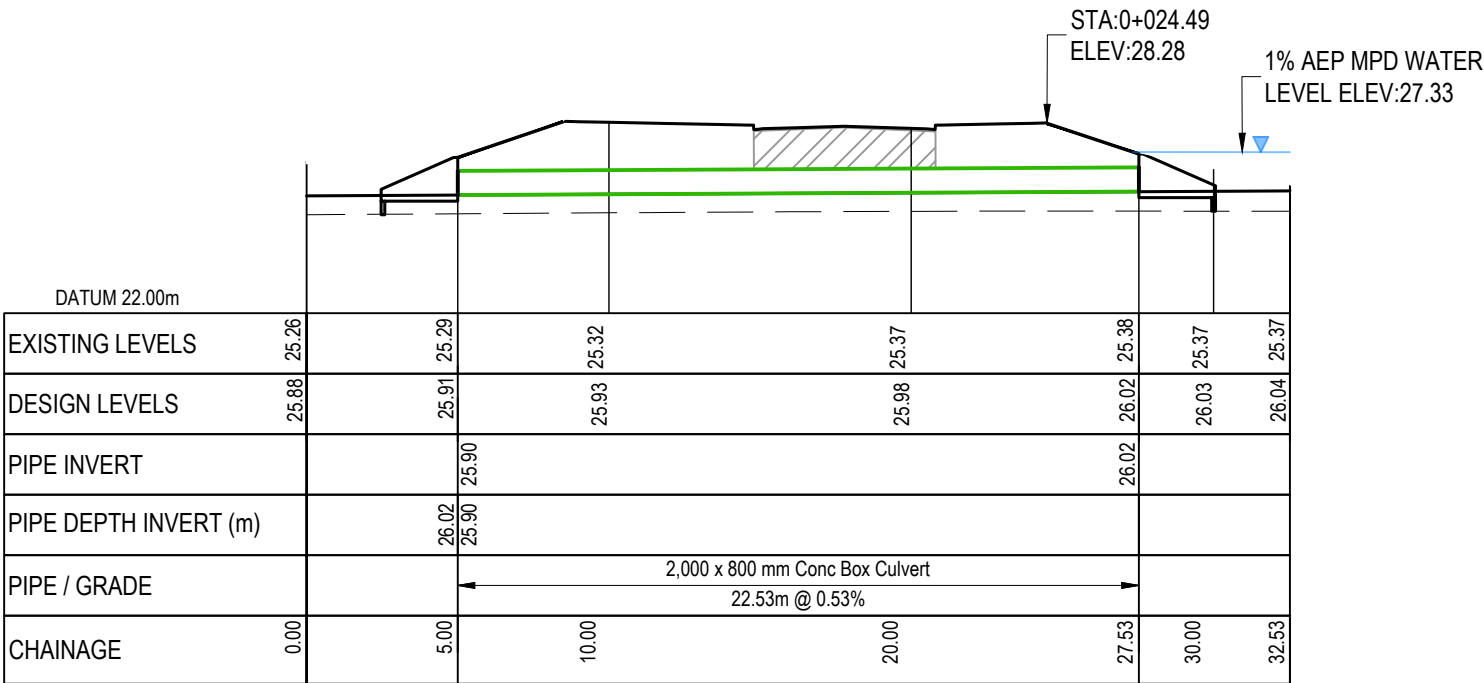 STA:0+024.49
ELEV:28.28
1% AEP MPD WATER
LEVEL ELEV:27.33
DATUM 22.00m
EXISTING LEVELS 25.26 25.29 25.32 25.37 25.38 25.37 25.37
DESIGN LEVELS 25.88 25.91 25.93 25.98 26.02 26.03 26.04
PIPE INVERT 25.90 26.02
PIPE DEPTH INVERT (m) 26.02 25.90
PIPE / GRADE
2,000 x 800 mm Conc Box Culvert
22.53m @ 0.53%
CHAINAGE 0.00 5.00 10.00 20.00 27.53 30.00 32.53